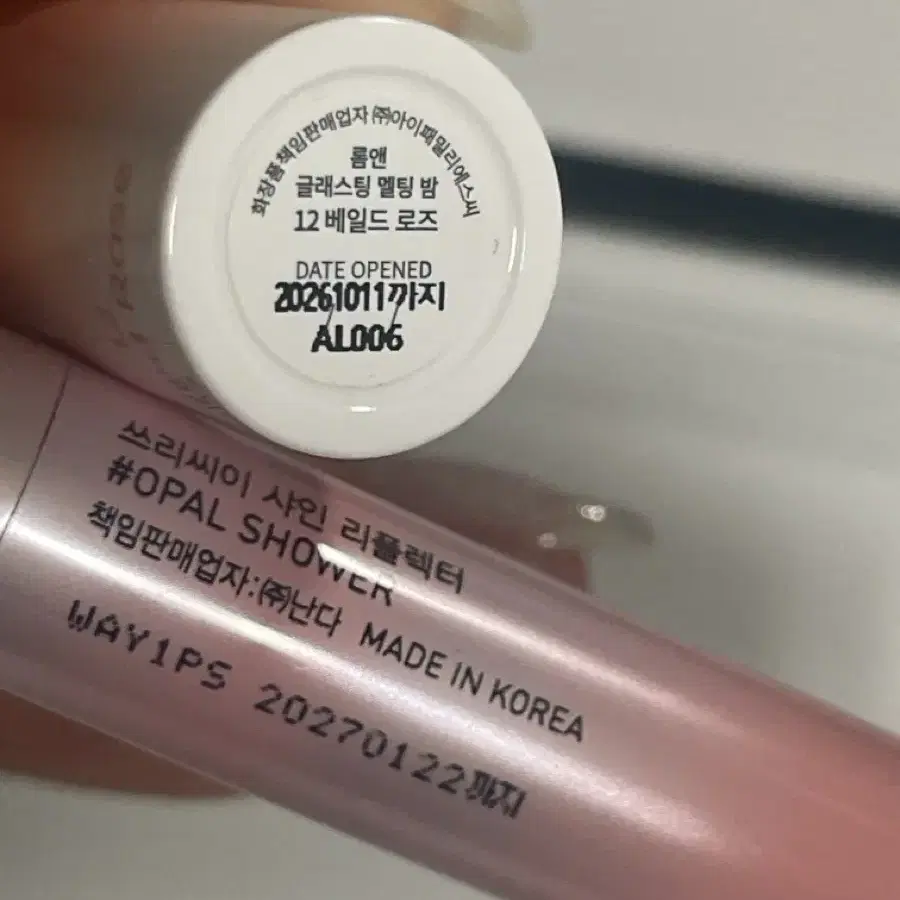 화장품책임판매업자 ㈜아이패밀리에스씨
롬앤
글래스팅 멜팅 밤
12 베일드 로즈
DATE OPENED
20261011까지
AL006
쓰리씨이 샤인 리플렉터
#OPAL SHOWER
책임판매업자:㈜난다 MADE IN KOREA
WAY1PS 20270122까지